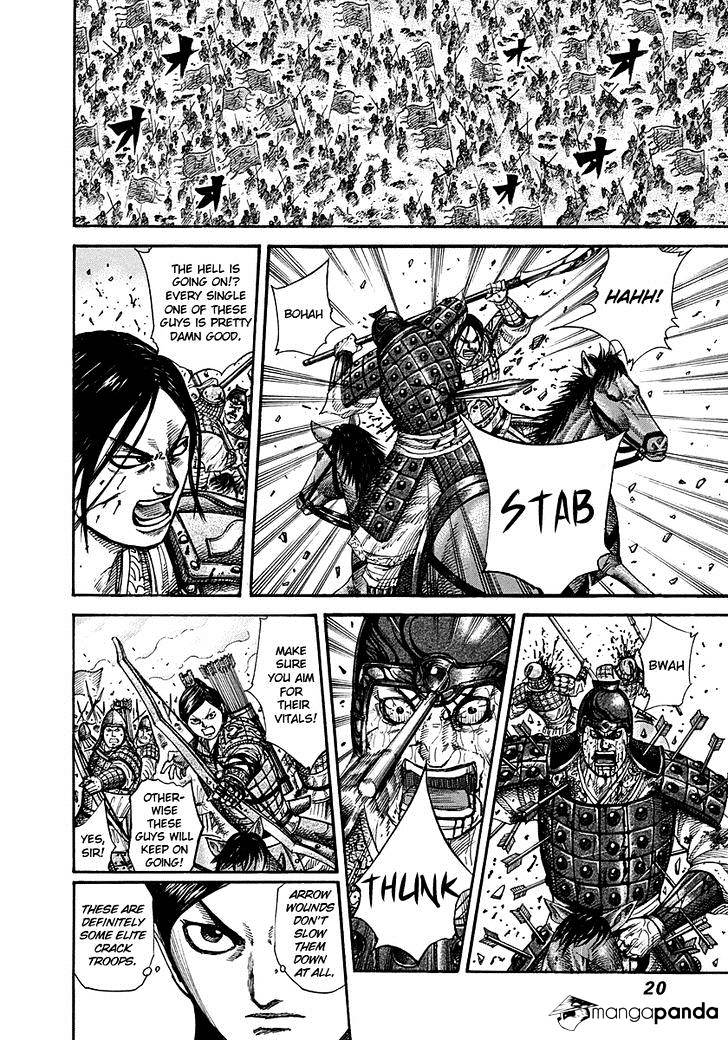 オ オ
オ オ
オ オ
HAHH!
BOHAH
STAB
THE HELL IS
GOING ON!?
EVERY SINGLE
ONE OF THESE
GUYS IS PRETTY
DAMN GOOD.
BWAH
THUNK
MAKE
SURE
YOU AIM
FOR
THEIR
VITALS!
OTHER-
WISE THESE
GUYS WILL
KEEP ON
GOING!
YES,
SIR!
ARROW
WOUNDS
DON'T
SLOW
THEM
DOWN
AT ALL.
THESE ARE
DEFINITELY
SOME ELITE
CRACK
TROOPS.
20
mangapanda